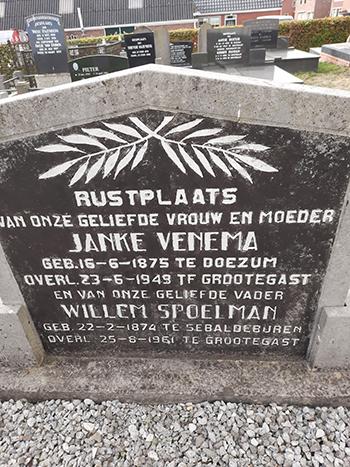 RUSTPLAATS
VAN ONZE GELIEFDE VROUW EN MOEDER
JANKE VENEMA
GEB. 16-6-1875 TE DOEZUM
OVERL. 23-6-1949 TE GROOTEGAST
EN VAN ONZE GELIEFDE VADER
WILLEM SPOELMAN
GEB. 22-2-1874 TE SEBALDEBUREN
OVERL. 25-8-1961 TE GROOTEGAST
PIETER